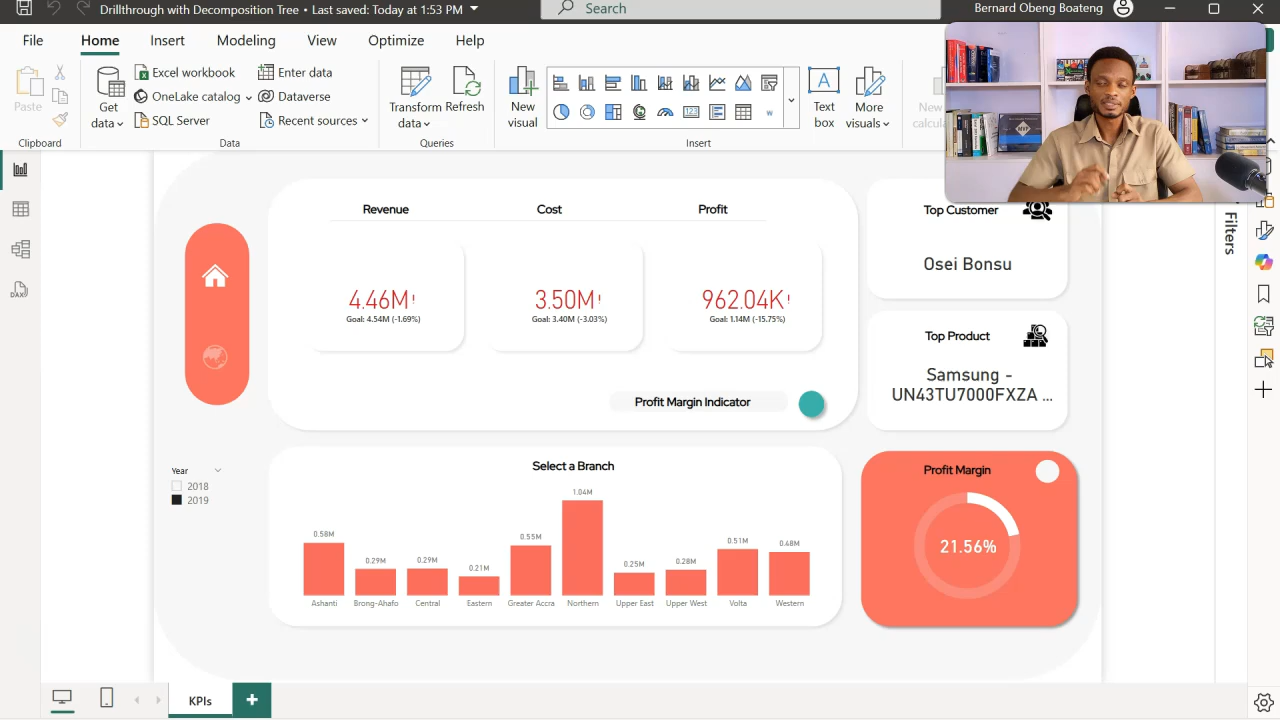 Drillthrough with Decomposition Tree • Last saved: Today at 1:53 PM
Search
Bernard Obeng Boateng
File
Home
Insert
Modeling
View
Optimize
Help
Paste
Get data
Excel workbook
OneLake catalog
SQL Server
Enter data
Dataverse
Recent sources
Transform data
Refresh
New visual
Text box
More visuals
New
Clipboard
Data
Queries
Insert
Revenue
Cost
Profit
4.46M!
Goal: 4.54M (-1.69%)
3.50M!
Goal: 3.40M (-3.03%)
962.04K!
Goal: 1.14M (-15.75%)
Profit Margin Indicator
Top Customer
Osei Bonsu
Top Product
Samsung -
UN43TU7000FXZA ...
Filters
Year
2018
2019
Select a Branch
0.58M
0.29M
0.29M
0.21M
0.55M
1.04M
0.25M
0.28M
0.51M
0.48M
Ashanti
Brong-Ahafo
Central
Eastern
Greater Accra
Northern
Upper East
Upper West
Volta
Western
Profit Margin
21.56%
DAX
KPIs